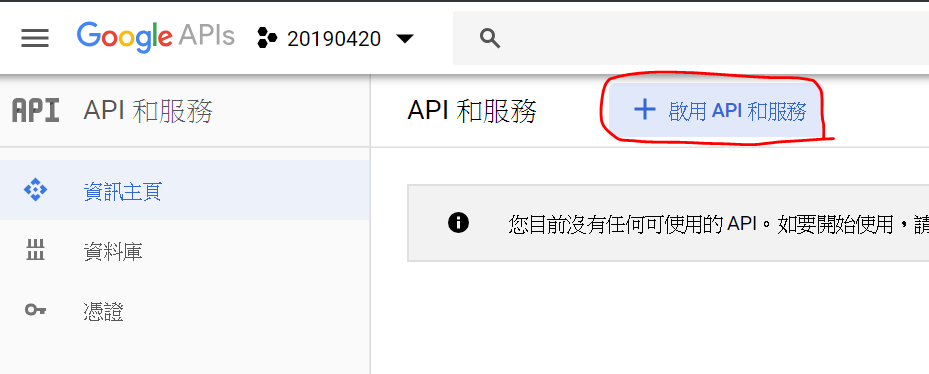 Google APIs 20190420
API API 和服務
API 和服務 + 啟用 API 和服務
資訊主頁
資料庫
憑證
您目前沒有任何可使用的 API。如要開始使用，請